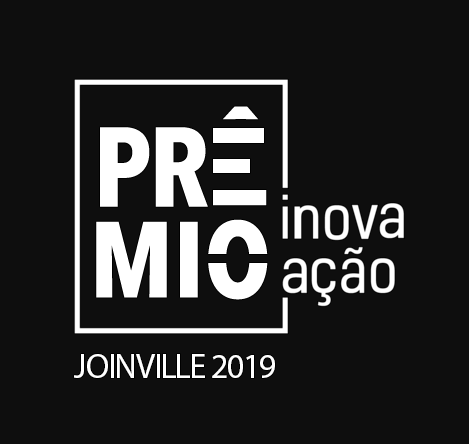 PRÊ
MIO
inova
ação
JOINVILLE 2019